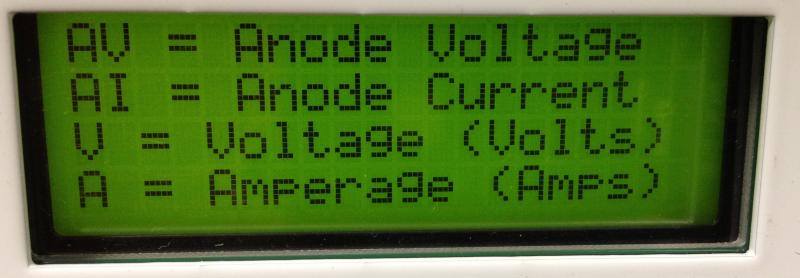 AV = Anode Voltage
AI = Anode Current
V = Voltage (Volts)
A = Amperage (Amps)